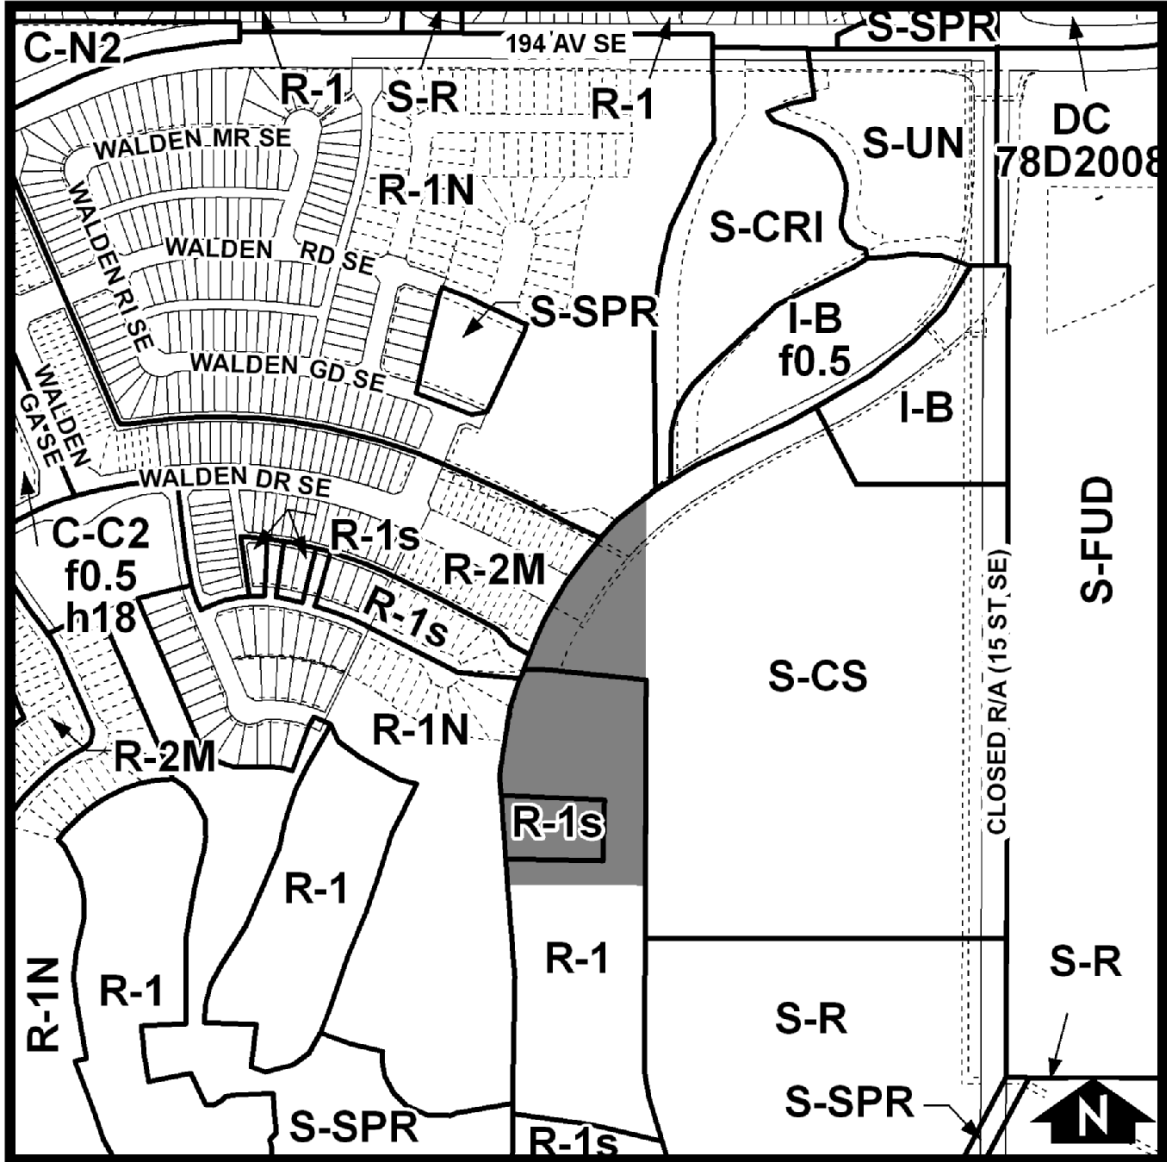 S-SPR
C-N2
194 AV SE
R-1
S-R
R-1
DC
78D2008
S-UN
WALDEN MR SE
R-1N
S-CRI
WALDEN RD SE
WALDEN RI SE
S-SPR
I-B
f0.5
WALDEN GD SE
I-B
WALDEN
GA SE
WALDEN DR SE
C-C2
f0.5
h18
R-1s
R-2M
R-1s
S-FUD
CLOSED R/A (15 ST SE)
S-CS
R-1N
R-2M
R-1s
R-1
R-1
S-R
R-1N
R-1
S-R
S-SPR
S-SPR
R-1s
N